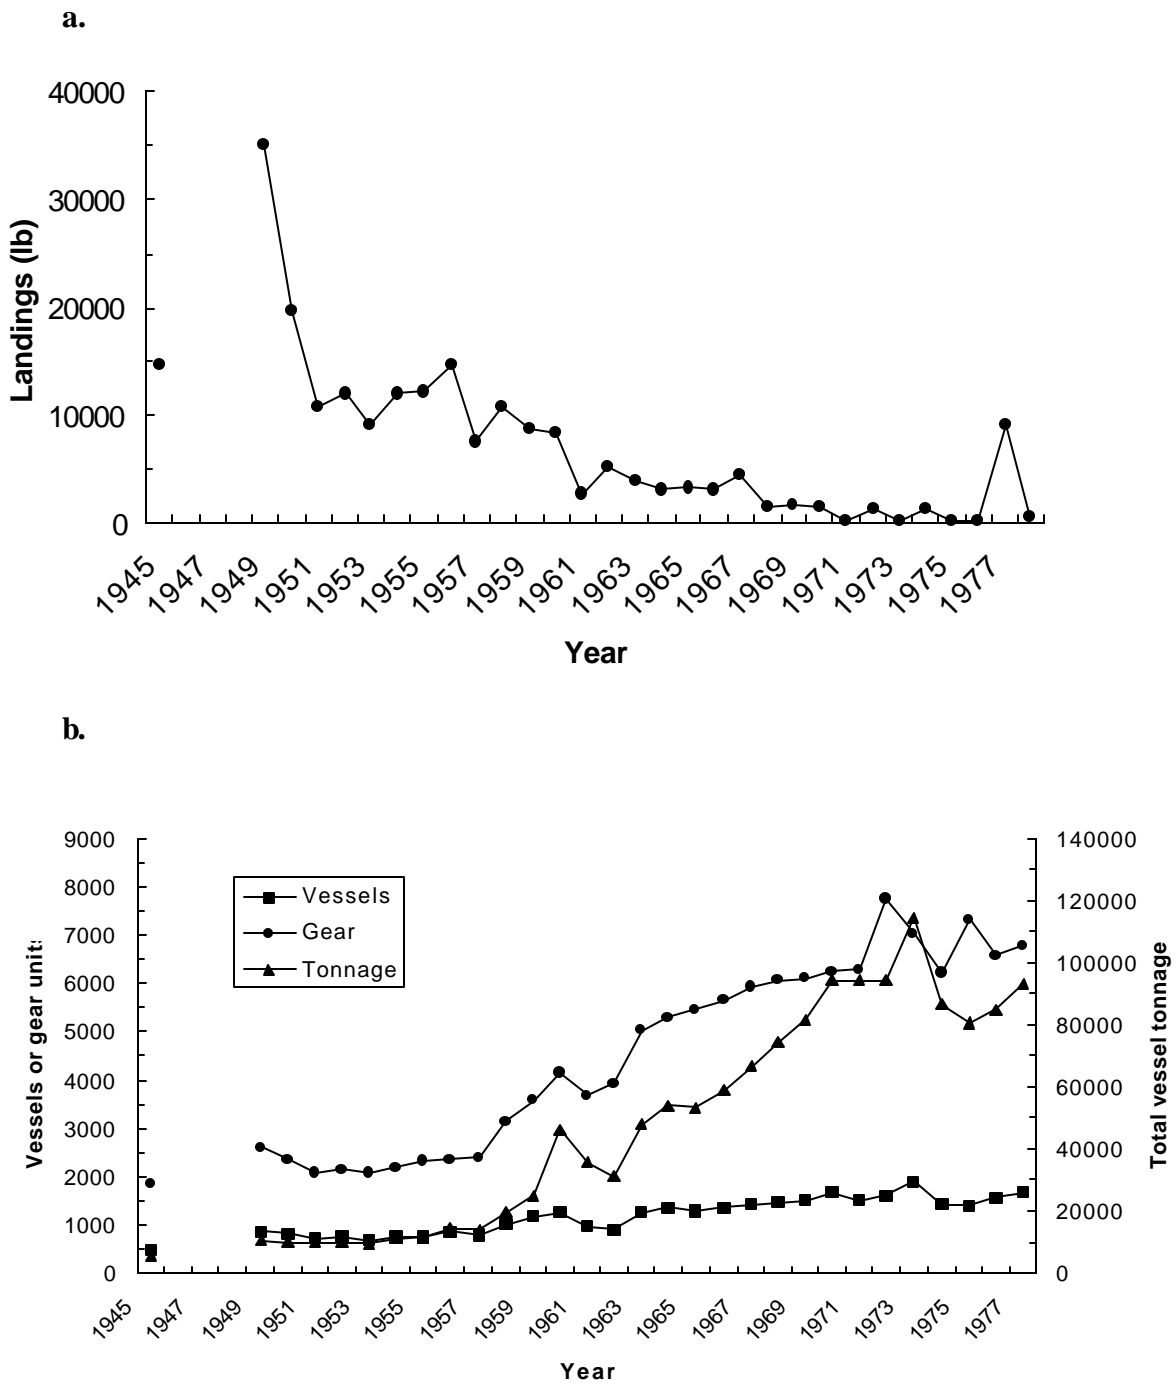 a.
40000
30000
20000
10000
0
Landings (lb)
1945 1947 1949 1951 1953 1955 1957 1959 1961 1963 1965 1967 1969 1971 1973 1975 1977
Year
b.
9000
8000
7000
6000
5000
4000
3000
2000
1000
0
Vessels or gear units
Vessels
Gear
Tonnage
140000
120000
100000
80000
60000
40000
20000
0
Total vessel tonnage
1945 1947 1949 1951 1953 1955 1957 1959 1961 1963 1965 1967 1969 1971 1973 1975 1977
Year